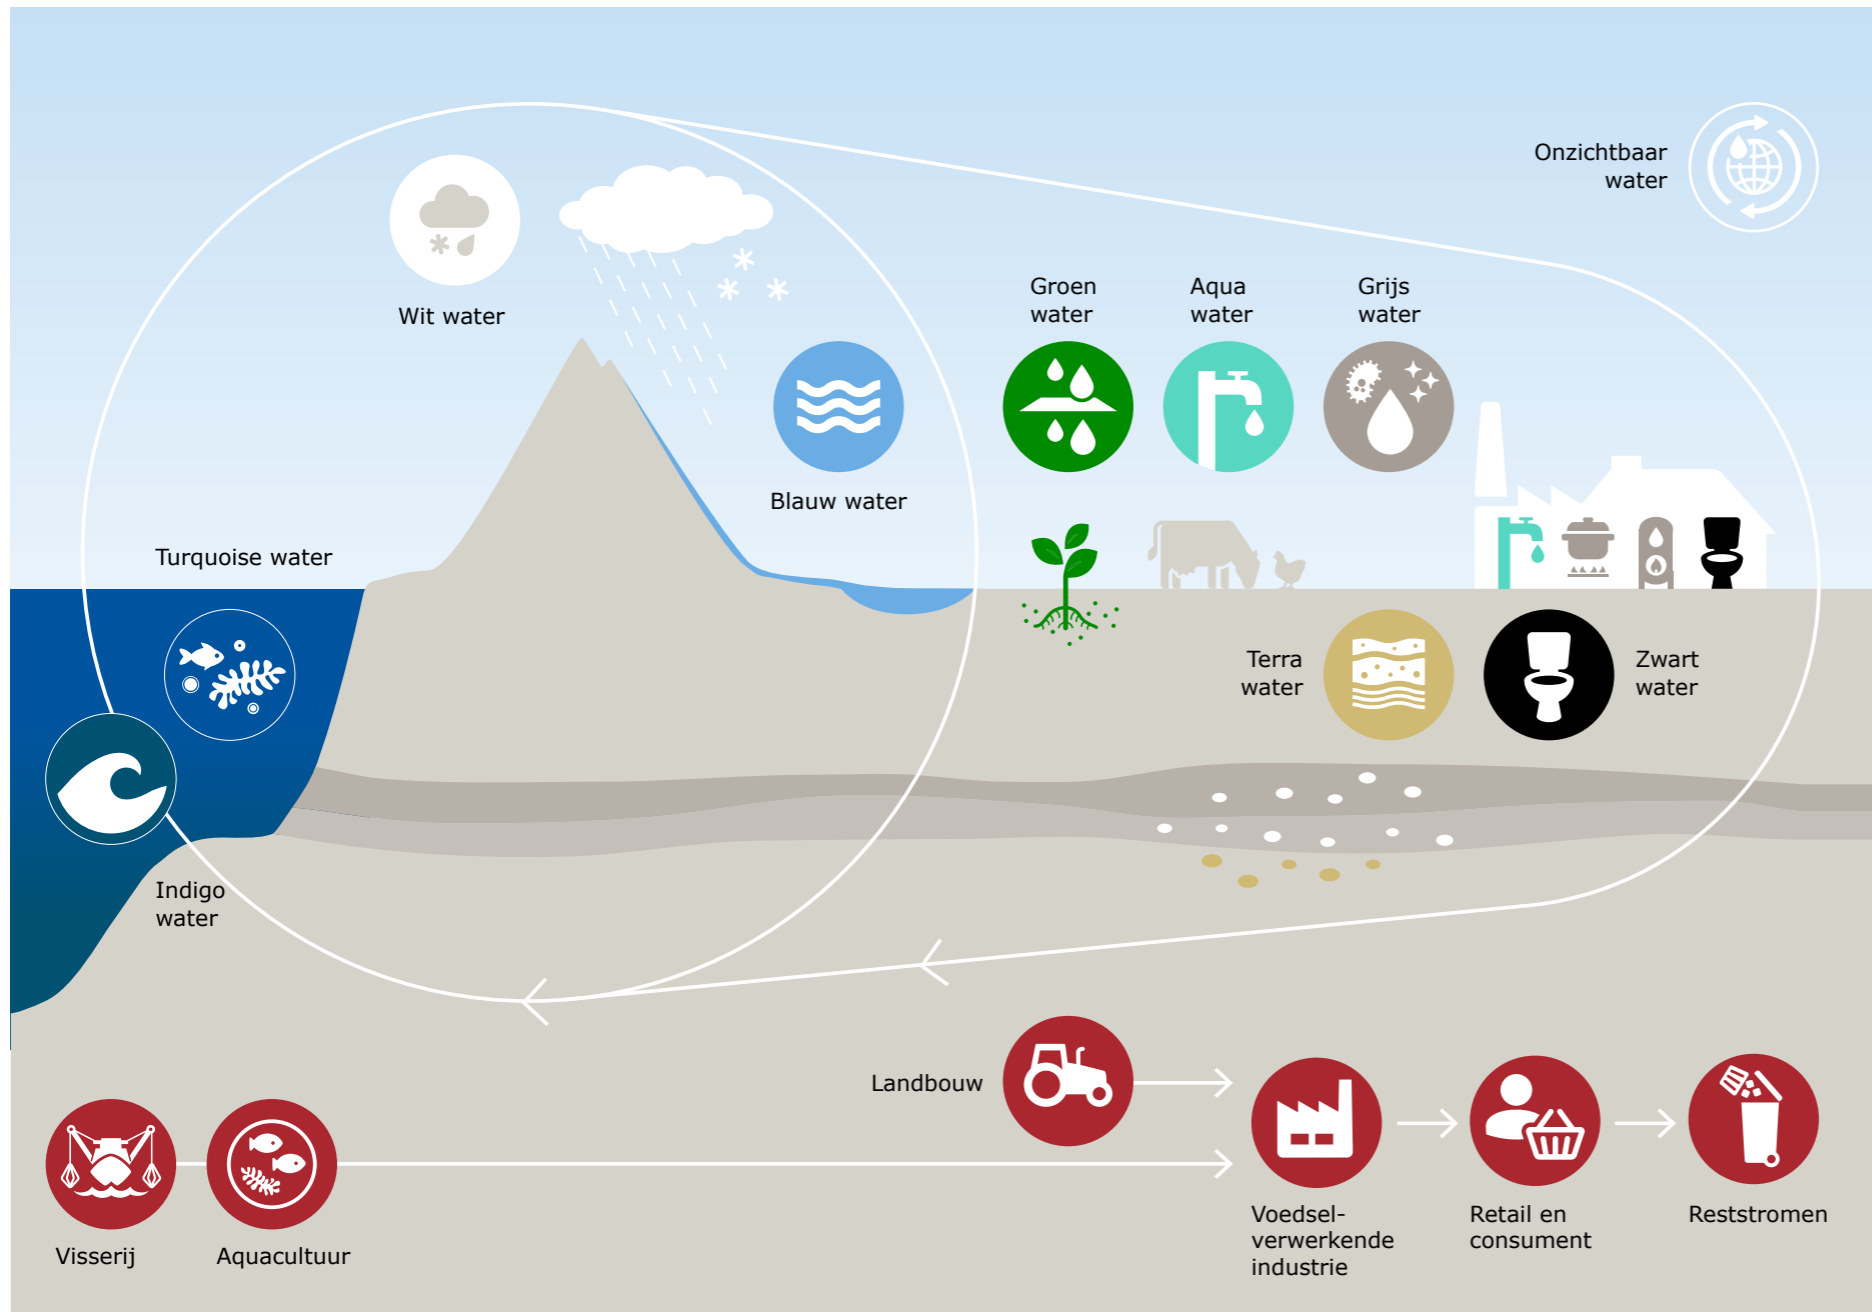 Onzichtbaar
water
Wit water
Groen
water
Aqua
water
Grijs
water
Blauw water
Turquoise water
Terra
water
Zwart
water
Indigo
water
Landbouw
Visserij
Aquacultuur
Voedsel-
verwerkende
industrie
Retail en
consument
Reststromen